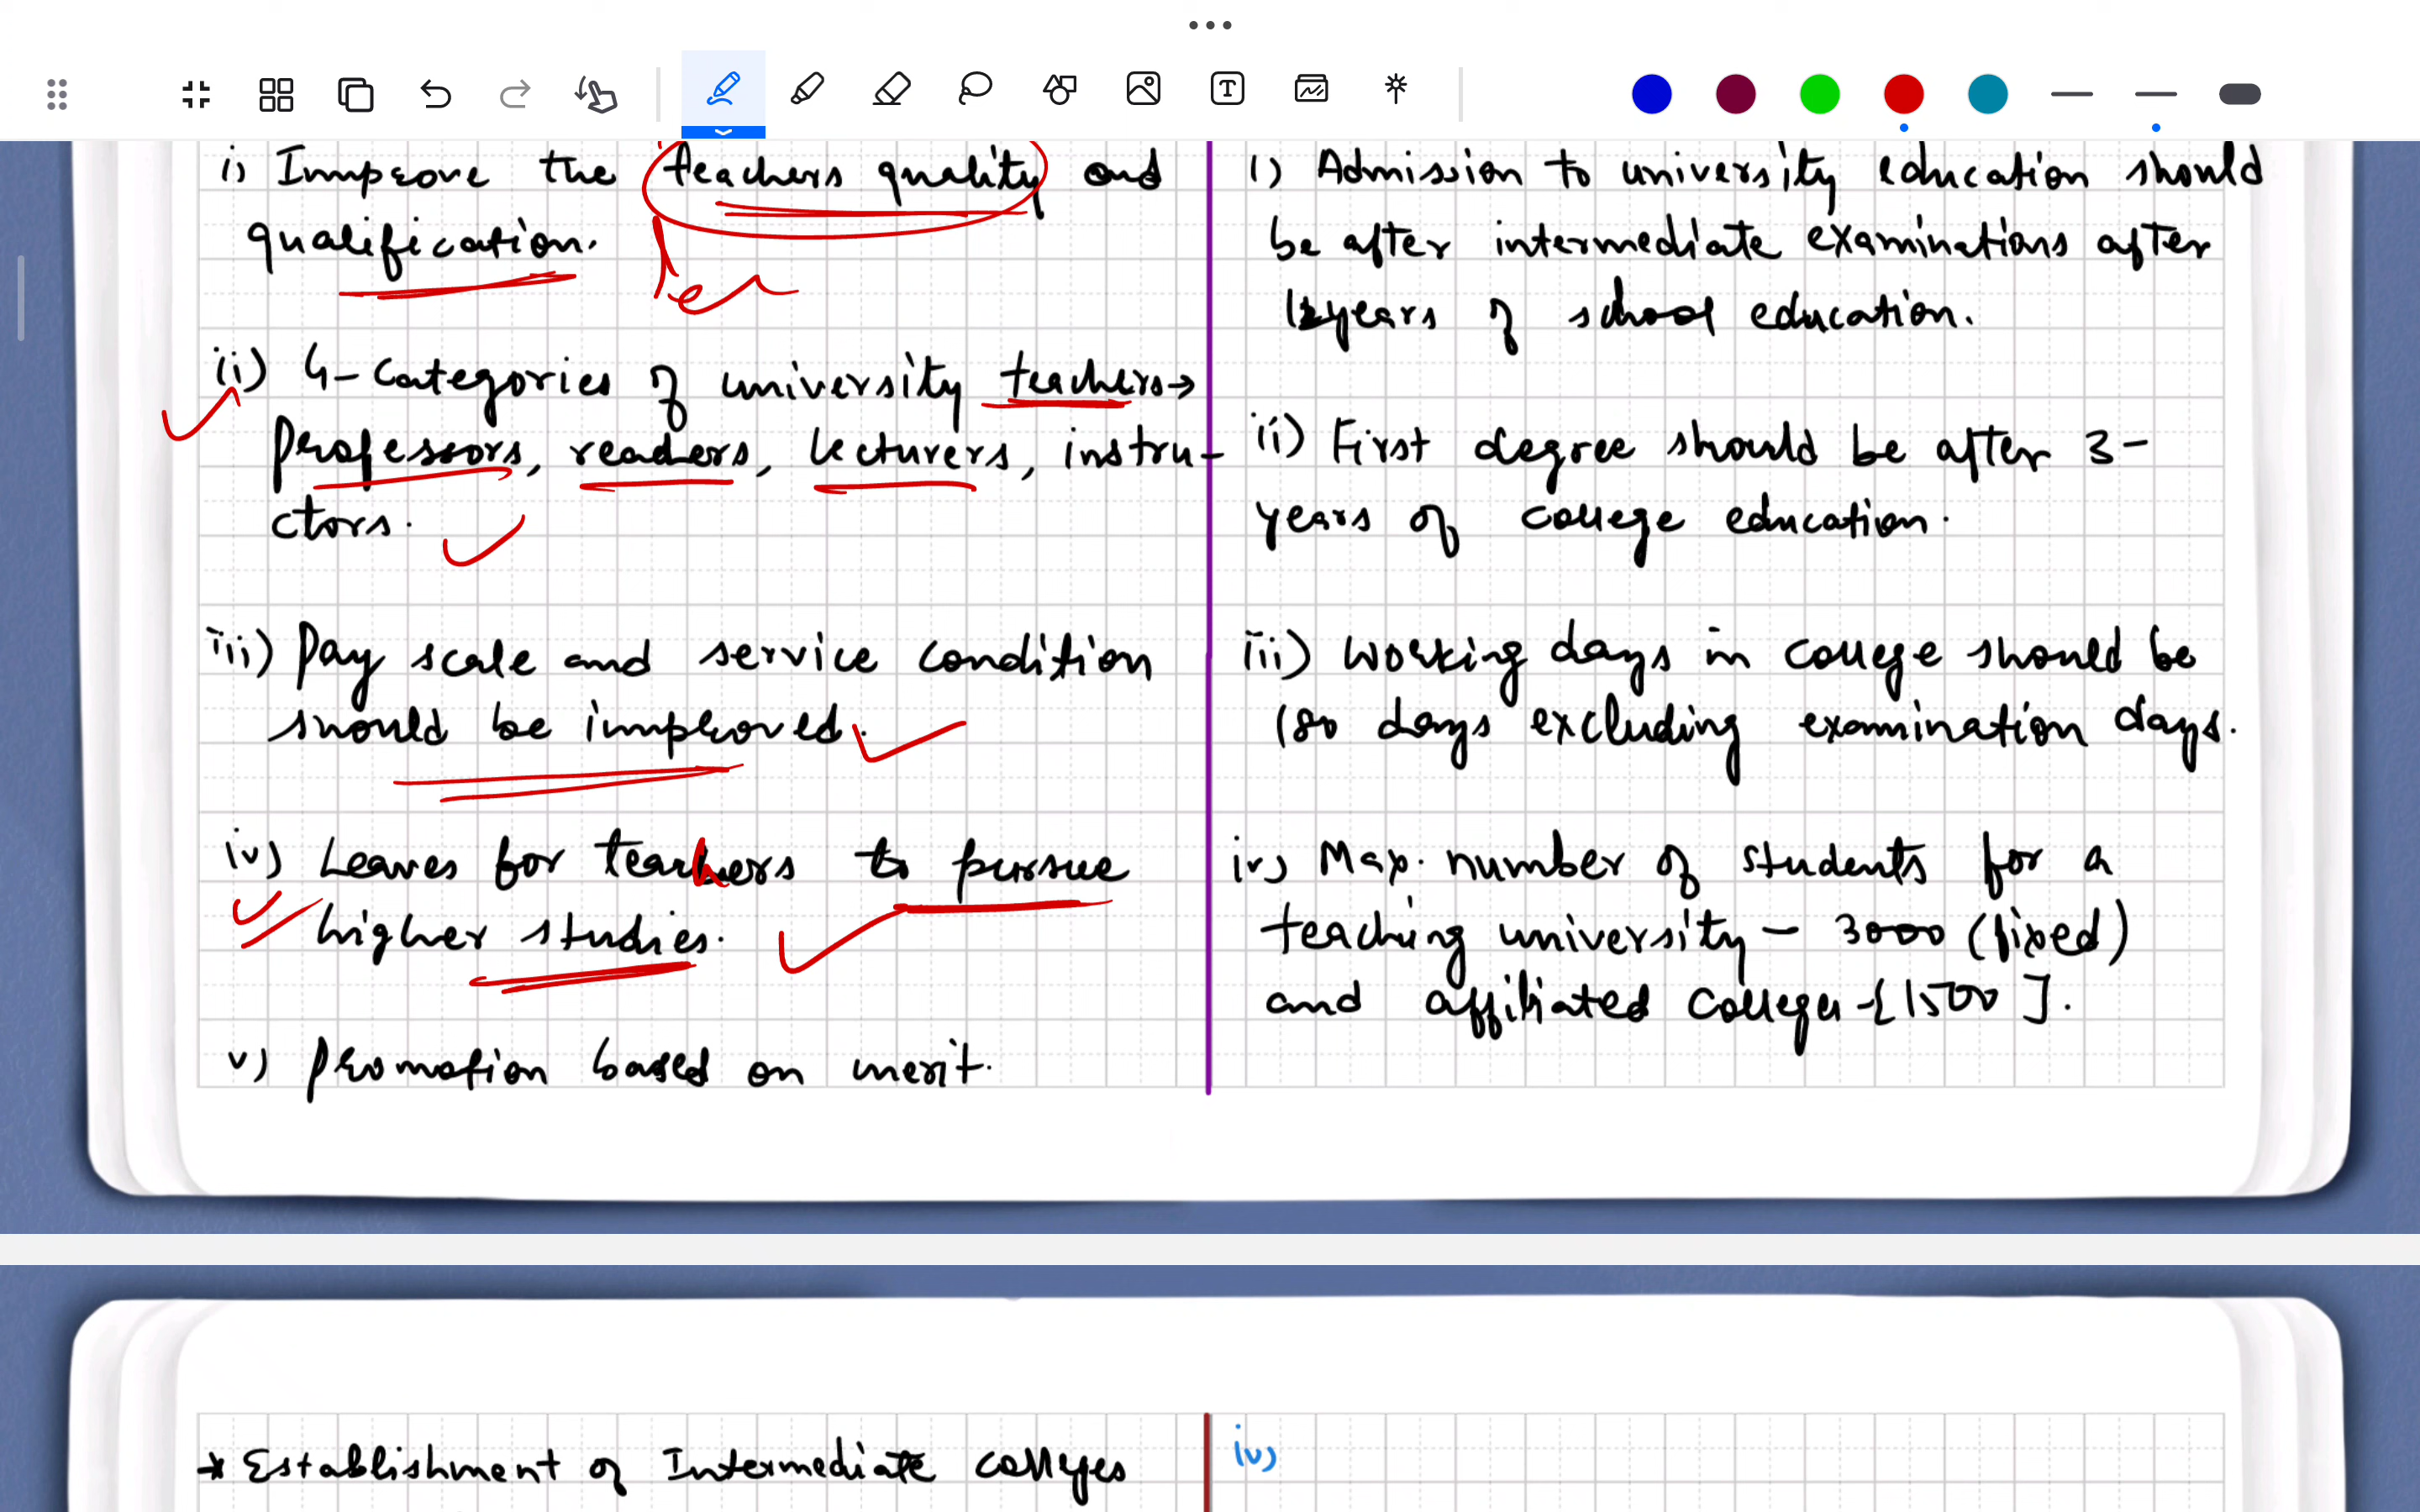 i) Improve the teachers quality and
qualification.
ii) 4-Categories of university teachers→
Professors, readers, lecturers, instru-
ctors.
iii) Pay scale and service condition
should be improved.
iv) Leaves for teachers to pursue
higher studies.
v) Promotion based on merit.
1) Admission to university education should
be after intermediate examinations after
12 years of school education.
ii) First degree should be after 3-
years of college education.
iii) Working days in college should be
180 days excluding examination days.
iv) Max. number of students for a
teaching university - 3000 (fixed)
and affiliated colleges - [1500].
* Establishment of Intermediate colleges
iv)